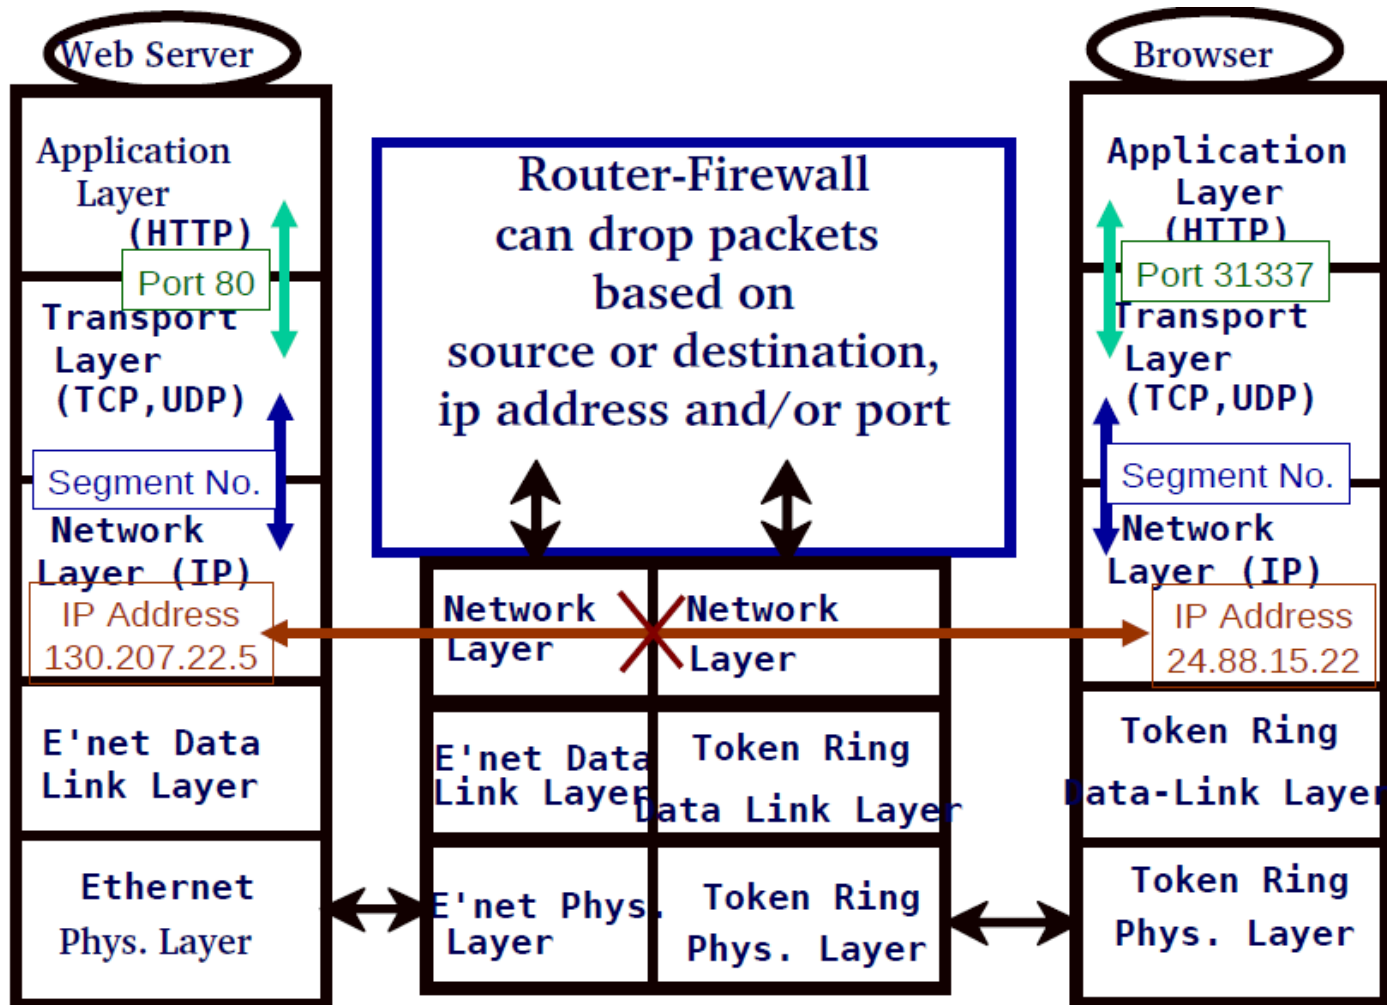 Web Server
Application
Layer
(HTTP)
Port 80
Transport
Layer
(TCP,UDP)
Segment No.
Network
Layer (IP)
IP Address
130.207.22.5
E'net Data
Link Layer
Ethernet
Phys. Layer
Router-Firewall
can drop packets
based on
source or destination,
ip address and/or port
Network
Layer
Network
Layer
E'net Data
Link Layer
Token Ring
Data Link Layer
E'net Phys.
Layer
Token Ring
Phys. Layer
Browser
Application
Layer
(HTTP)
Port 31337
Transport
Layer
(TCP,UDP)
Segment No.
Network
Layer (IP)
IP Address
24.88.15.22
Token Ring
Data-Link Layer
Token Ring
Phys. Layer